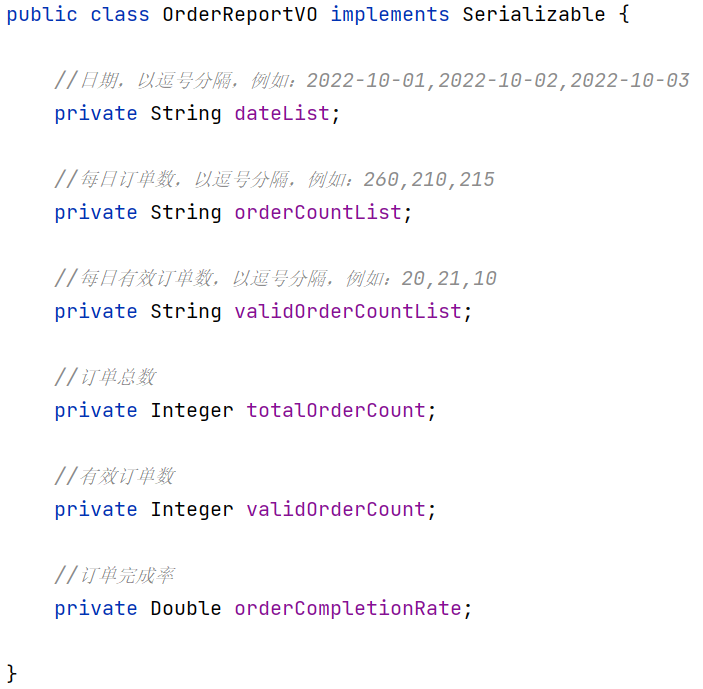 public class OrderReportVO implements Serializable {
//日期，以逗号分隔，例如：2022-10-01,2022-10-02,2022-10-03
private String dateList;
//每日订单数，以逗号分隔，例如：260,210,215
private String orderCountList;
//每日有效订单数，以逗号分隔，例如：20,21,10
private String validOrderCountList;
//订单总数
private Integer totalOrderCount;
//有效订单数
private Integer validOrderCount;
//订单完成率
private Double orderCompletionRate;
}